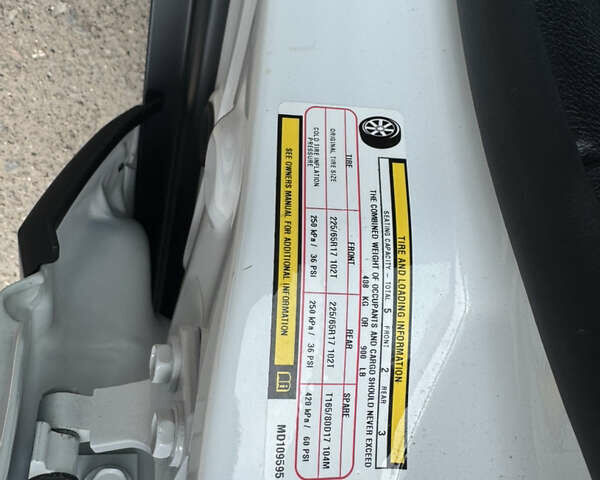 TIRE AND LOADING INFORMATION
SEATING CAPACITY - TOTAL 5 FRONT 2 REAR 3
THE COMBINED WEIGHT OF OCCUPANTS AND CARGO SHOULD NEVER EXCEED
408 KG OR 900 LB
TIRE FRONT REAR SPARE
ORIGINAL TIRE SIZE 225/65R17 102T 225/65R17 102T T165/80D17 104M
COLD TIRE INFLATION PRESSURE 250 kPa / 36 PSI 250 kPa / 36 PSI 420 kPa / 60 PSI
SEE OWNERS MANUAL FOR ADDITIONAL INFORMATION
MD109595